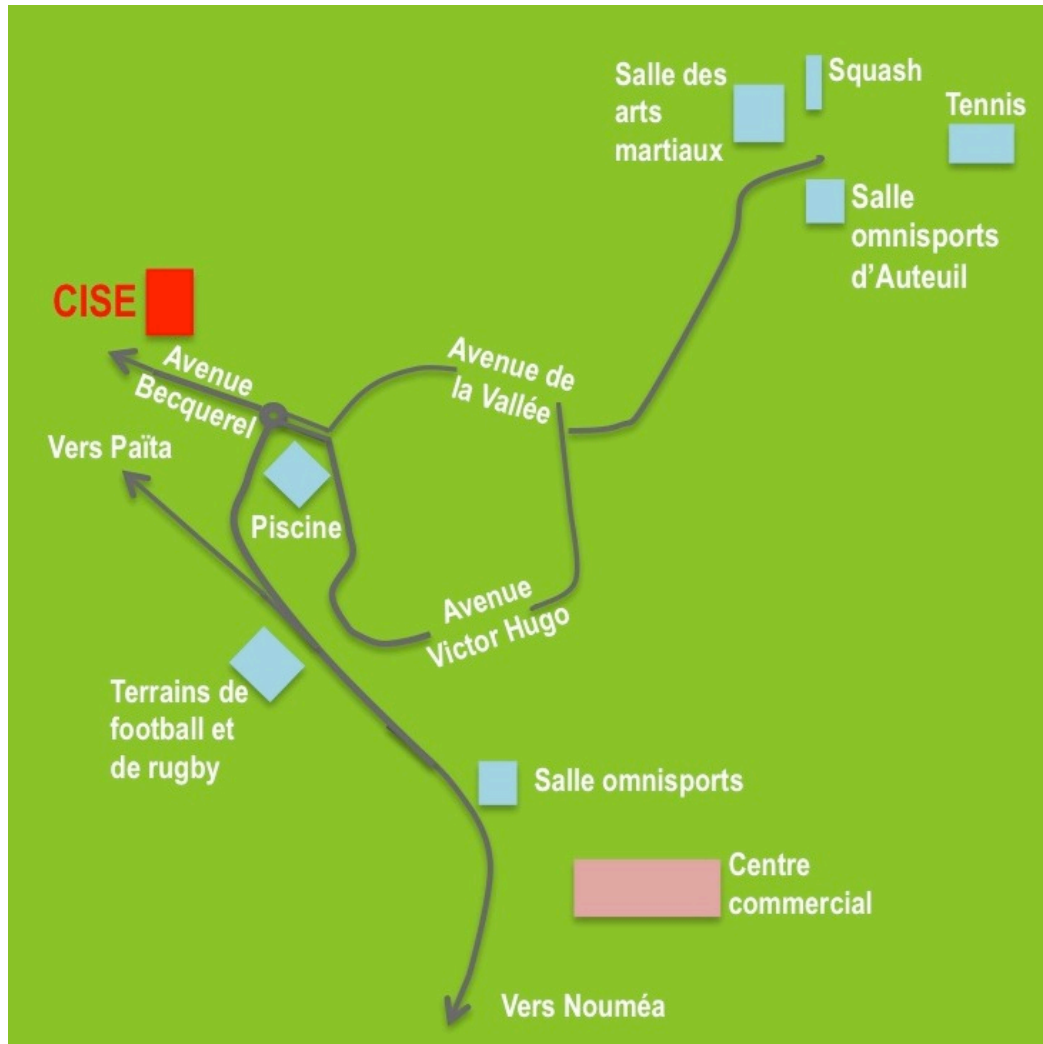 Salle des
arts
martiaux
Squash
Tennis
Salle
omnisports
d’Auteuil
CISE
Avenue
Becquerel
Avenue de
la Vallée
Vers Païta
Piscine
Avenue
Victor Hugo
Terrains de
football et
de rugby
Salle omnisports
Centre
commercial
Vers Nouméa